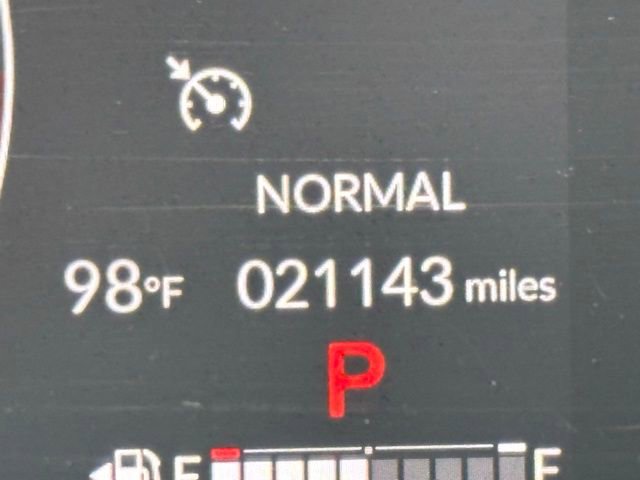 NORMAL
98°F 021143 miles
P
E F